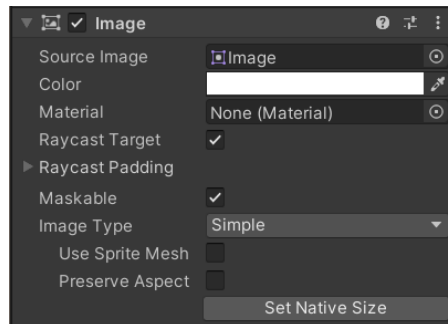 Image
Source Image Image
Color
Material None (Material)
Raycast Target
Raycast Padding
Maskable
Image Type Simple
Use Sprite Mesh
Preserve Aspect
Set Native Size